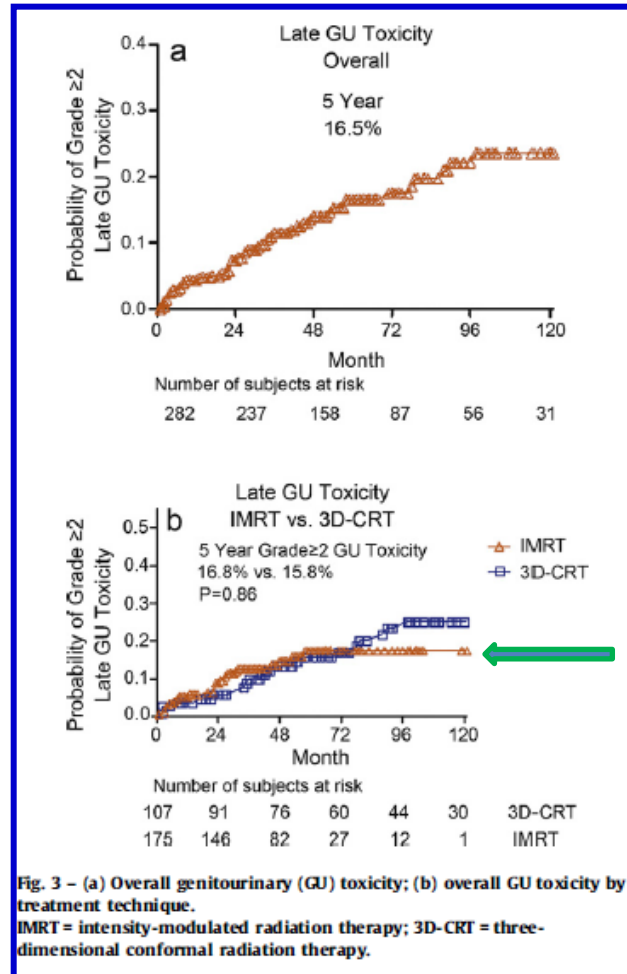 Late GU Toxicity
Overall
a
5 Year
16.5%
Probability of Grade ≥2
Late GU Toxicity
0.4
0.3
0.2
0.1
0.0
0 24 48 72 96 120
Month
Number of subjects at risk
282 237 158 87 56 31
Late GU Toxicity
IMRT vs. 3D-CRT
b
5 Year Grade≥2 GU Toxicity
16.8% vs. 15.8%
P=0.86
IMRT
3D-CRT
Probability of Grade ≥2
Late GU Toxicity
0.5
0.4
0.3
0.2
0.1
0.0
0 24 48 72 96 120
Month
Number of subjects at risk
107 91 76 60 44 30 3D-CRT
175 146 82 27 12 1 IMRT
Fig. 3 – (a) Overall genitourinary (GU) toxicity; (b) overall GU toxicity by
treatment technique.
IMRT = intensity-modulated radiation therapy; 3D-CRT = three-
dimensional conformal radiation therapy.